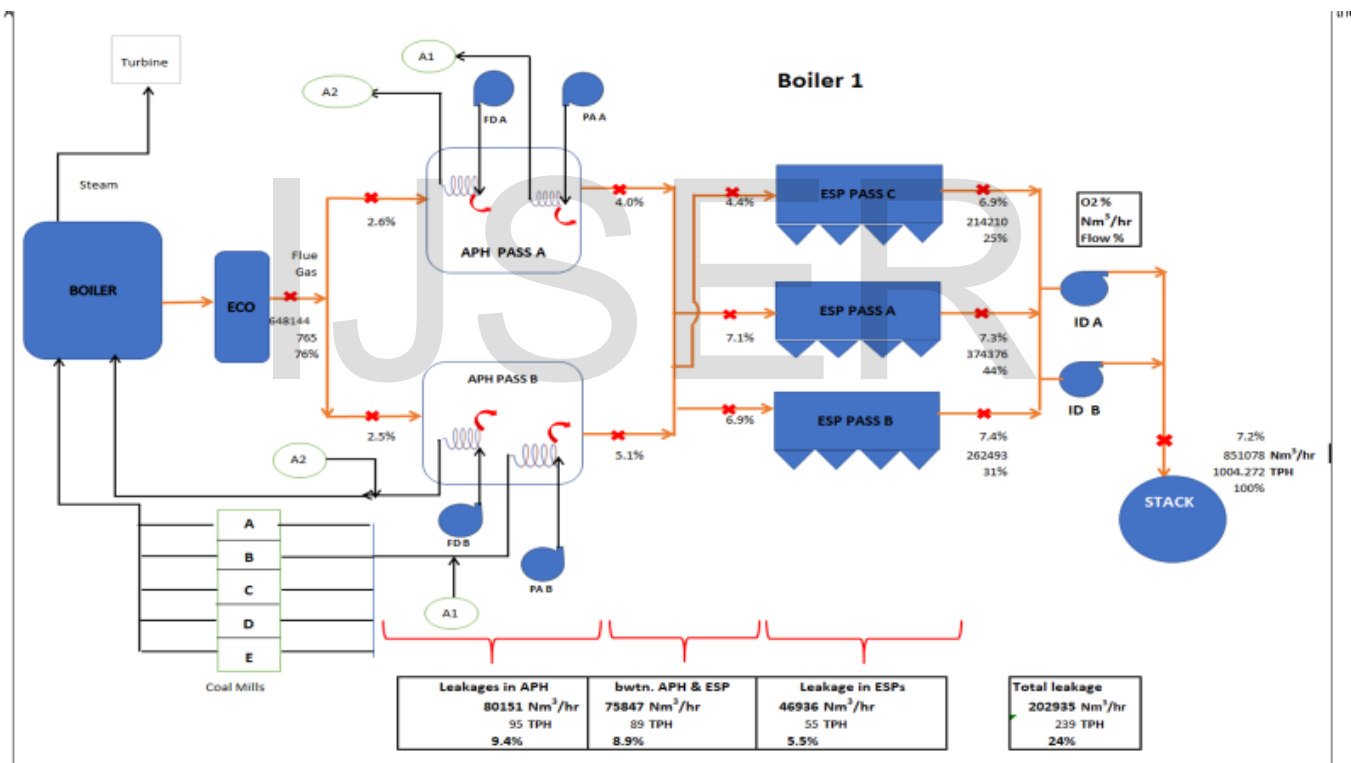 Turbine
A1
A2
FD A
PA A
Boiler 1
IJSER
Steam
BOILER
ECO
Flue
Gas
648144
765
76%
2.6%
APH PASS A
4.0%
4.4%
ESP PASS C
6.9%
214210
25%
O2 %
Nm³/hr
Flow %
7.1%
ESP PASS A
7.3%
374376
44%
ID A
APH PASS B
2.5%
5.1%
6.9%
ESP PASS B
7.4%
262493
31%
ID B
7.2%
851078 Nm³/hr
1004.272 TPH
100%
STACK
A2
A
B
C
D
E
Coal Mills
FD B
PA B
A1
Leakages in APH
80151 Nm³/hr
95 TPH
9.4%
bwtn. APH & ESP
75847 Nm³/hr
89 TPH
8.9%
Leakage in ESPs
46936 Nm³/hr
55 TPH
5.5%
Total leakage
202935 Nm³/hr
239 TPH
24%